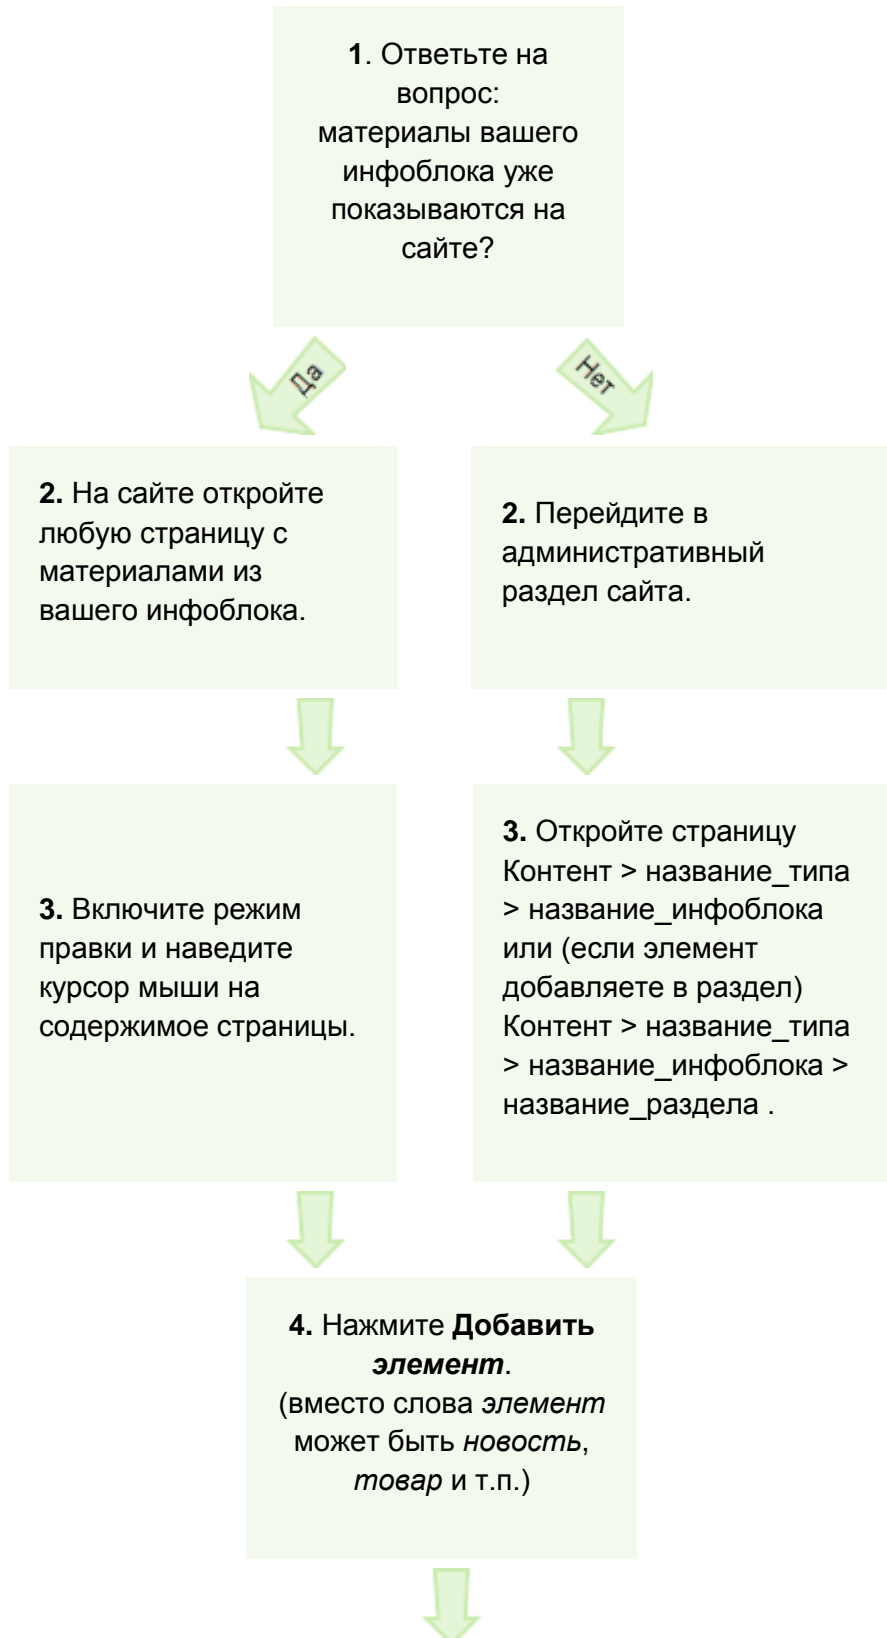 1. Ответьте на
вопрос:
материалы вашего
инфоблока уже
показываются на
сайте?
Да
Нет
2. На сайте откройте
любую страницу с
материалами из
вашего инфоблока.
2. Перейдите в
административный
раздел сайта.
3. Включите режим
правки и наведите
курсор мыши на
содержимое страницы.
3. Откройте страницу
Контент > название_типа
> название_инфоблока
или (если элемент
добавляете в раздел)
Контент > название_типа
> название_инфоблока >
название_раздела .
4. Нажмите Добавить
элемент.
(вместо слова элемент
может быть новость,
товар и т.п.)